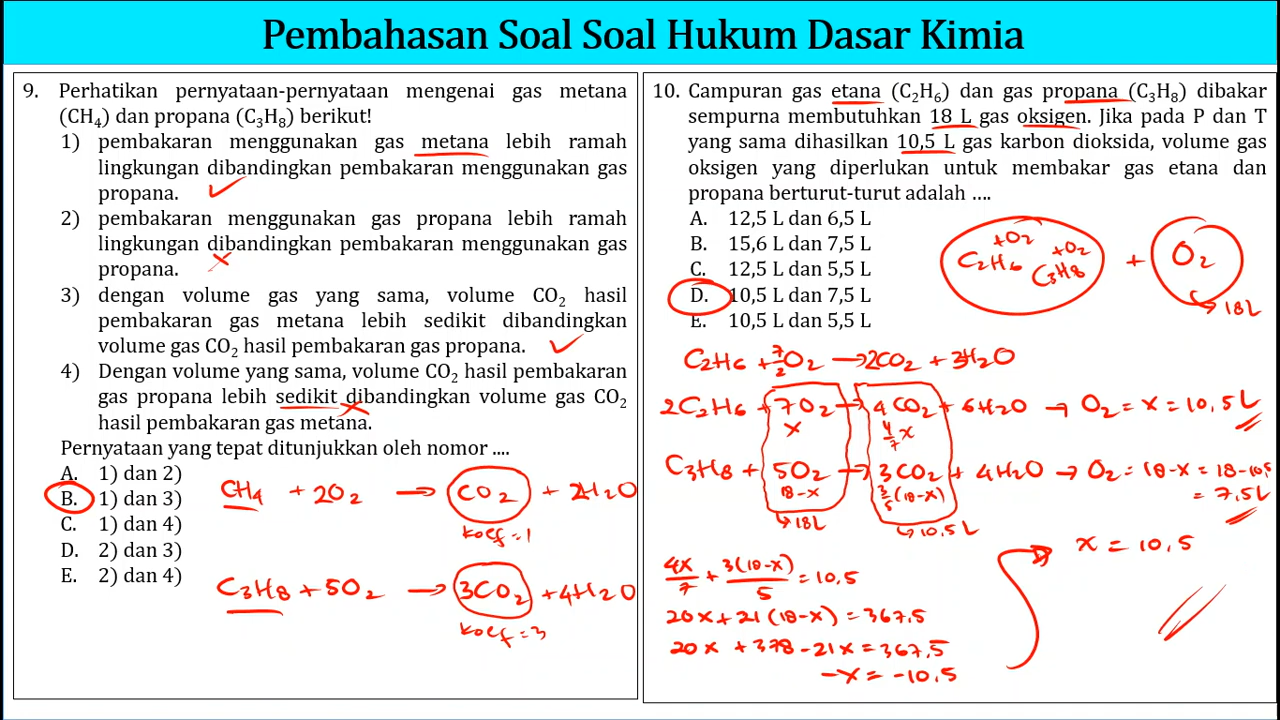 Pembahasan Soal Soal Hukum Dasar Kimia
9. Perhatikan pernyataan-pernyataan mengenai gas metana
(CH₄) dan propana (C₃H₈) berikut!
1) pembakaran menggunakan gas metana lebih ramah
lingkungan dibandingkan pembakaran menggunakan gas
propana.
2) pembakaran menggunakan gas propana lebih ramah
lingkungan dibandingkan pembakaran menggunakan gas
propana.
3) dengan volume gas yang sama, volume CO₂ hasil
pembakaran gas metana lebih sedikit dibandingkan
volume gas CO₂ hasil pembakaran gas propana.
4) Dengan volume yang sama, volume CO₂ hasil pembakaran
gas propana lebih sedikit dibandingkan volume gas CO₂
hasil pembakaran gas metana.
Pernyataan yang tepat ditunjukkan oleh nomor ....
A. 1) dan 2)
B. 1) dan 3)
C. 1) dan 4)
D. 2) dan 3)
E. 2) dan 4)
CH₄ + 2O₂ → CO₂ + 2H₂O
koef = 1
C₃H₈ + 5O₂ → 3CO₂ + 4H₂O
koef = 3
10. Campuran gas etana (C₂H₆) dan gas propana (C₃H₈) dibakar
sempurna membutuhkan 18 L gas oksigen. Jika pada P dan T
yang sama dihasilkan 10,5 L gas karbon dioksida, volume gas
oksigen yang diperlukan untuk membakar gas etana dan
propana berturut-turut adalah ....
A. 12,5 L dan 6,5 L
B. 15,6 L dan 7,5 L
C. 12,5 L dan 5,5 L
D. 10,5 L dan 7,5 L
E. 10,5 L dan 5,5 L
+O₂ +O₂
C₂H₆ C₃H₈ + O₂
↳ 18L
C₂H₆ + 7/2 O₂ → 2CO₂ + 3H₂O
2C₂H₆ + 7O₂ → 4CO₂ + 6H₂O → O₂ = x = 10,5 L
x 4/7 x
C₃H₈ + 5O₂ → 3CO₂ + 4H₂O → O₂ = 18-x = 18-10,5
18-x 3/5 (18-x) = 7,5L
↳ 18L ↳ 10,5 L
4x/7 + 3(18-x)/5 = 10,5
20x + 21 (18-x) = 367,5
20x + 378 - 21x = 367,5
-x = -10,5
x = 10,5